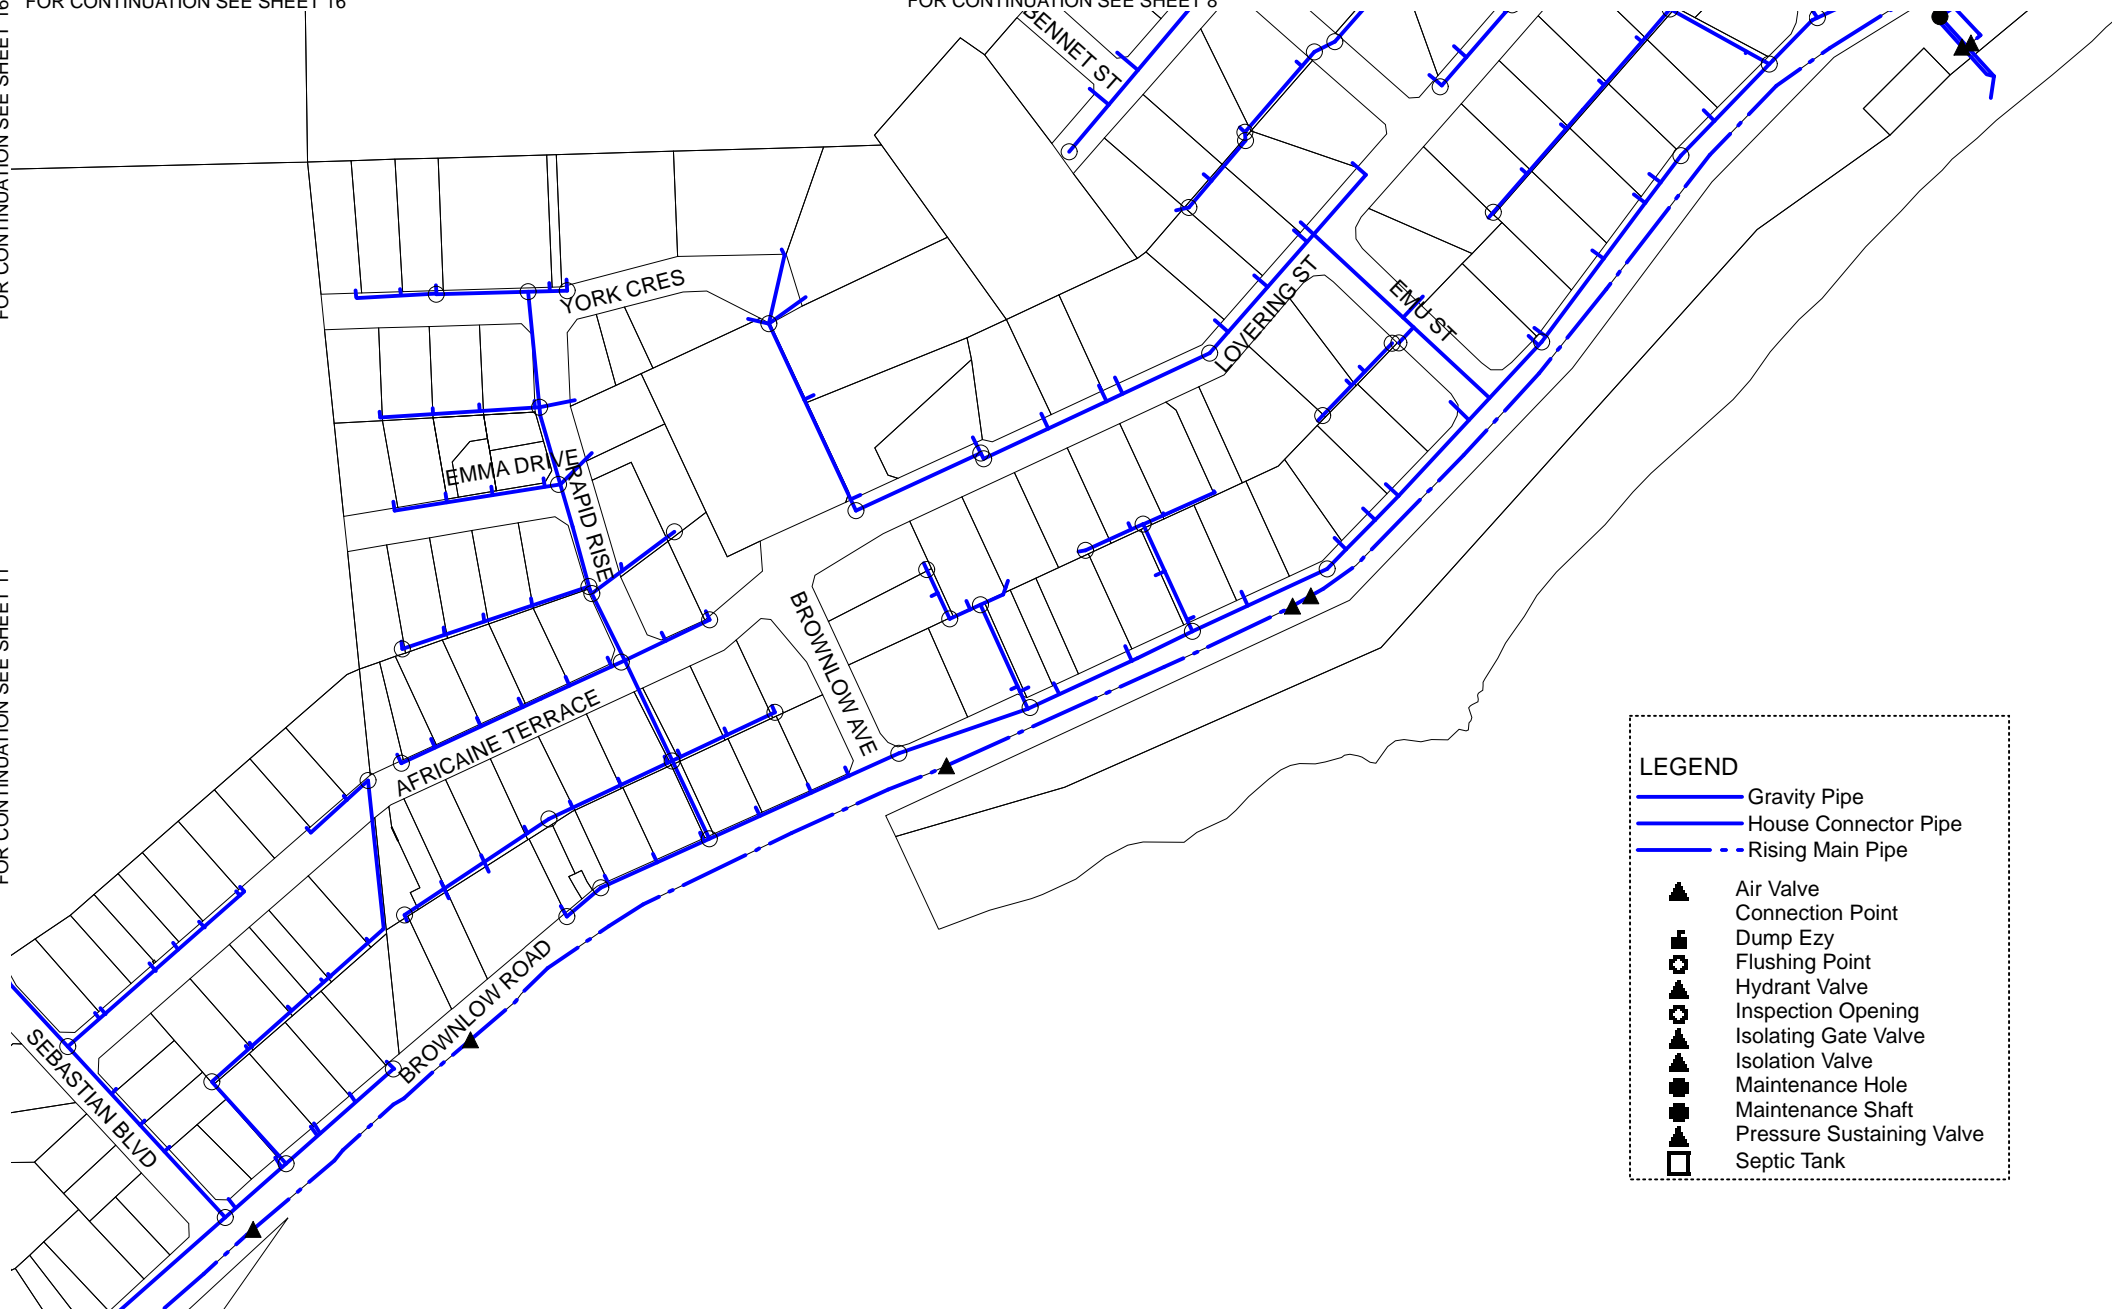 FOR CONTINUATION SEE SHEET 16
FOR CONTINUATION SEE SHEET 8
FOR CONTINUATION SEE SHEET 16
FOR CONTINUATION SEE SHEET 11
BENNET ST
YORK CRES
LOVERING ST
EMU ST
EMMA DRIVE
RAPID RISE
BROWNLOW AVE
AFRICAINE TERRACE
BROWNLOW ROAD
SEBASTIAN BLVD
LEGEND
Gravity Pipe
House Connector Pipe
Rising Main Pipe
Air Valve
Connection Point
Dump Ezy
Flushing Point
Hydrant Valve
Inspection Opening
Isolating Gate Valve
Isolation Valve
Maintenance Hole
Maintenance Shaft
Pressure Sustaining Valve
Septic Tank